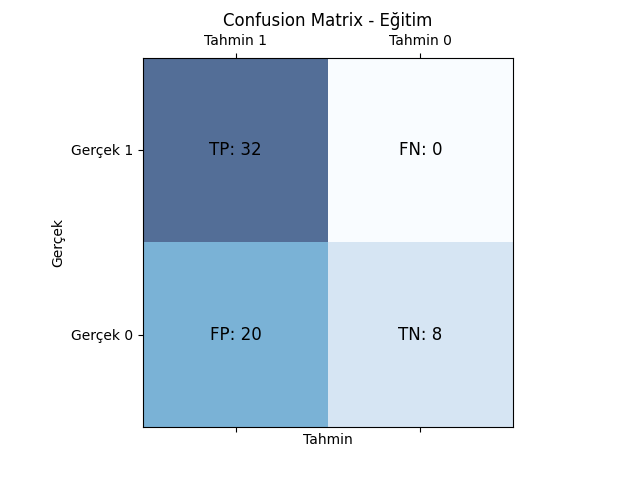 Confusion Matrix - Eğitim
Tahmin 1
Tahmin 0
Gerçek 1
TP: 32
FN: 0
Gerçek
Gerçek 0
FP: 20
TN: 8
Tahmin